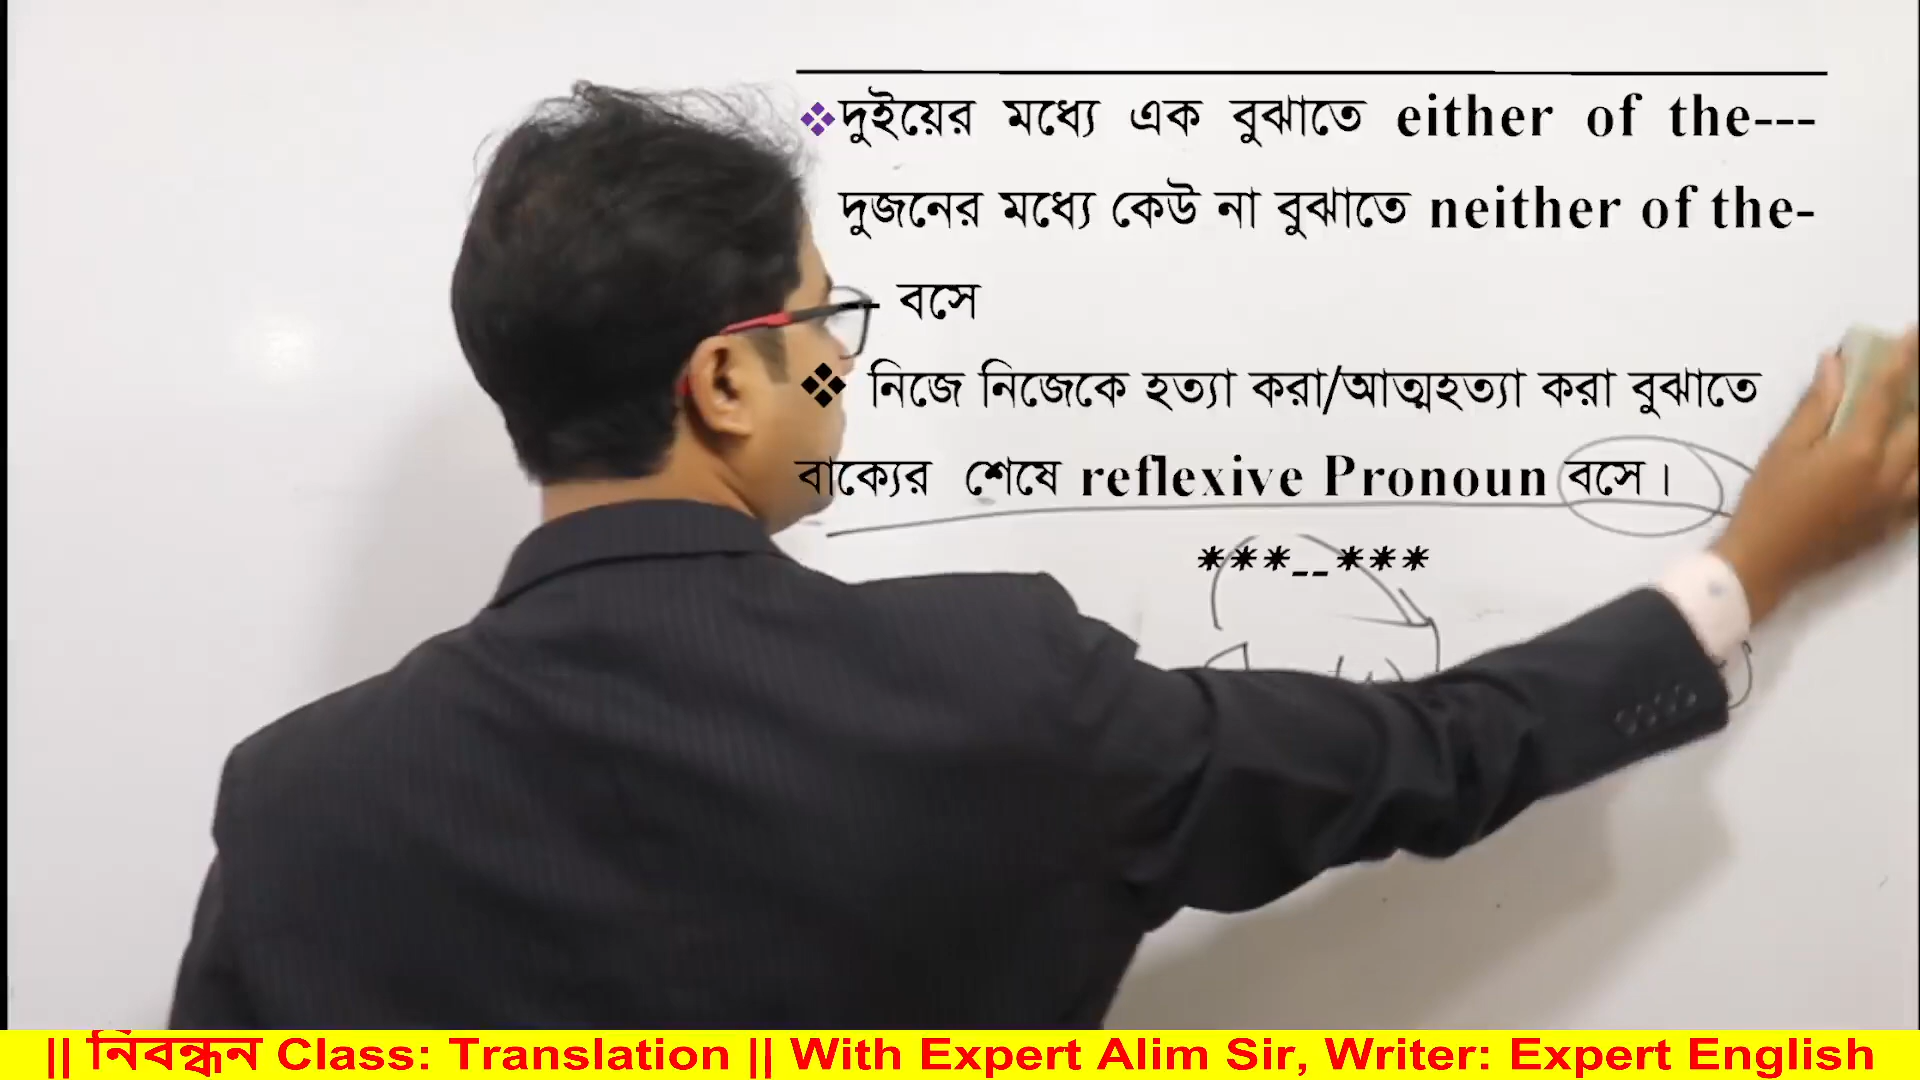 ❖দুইয়ের মধ্যে এক বুঝাতে either of the---
দুজনের মধ্যে কেউ না বুঝাতে neither of the-
-- বসে
❖ নিজে নিজেকে হত্যা করা/আত্মহত্যা করা বুঝাতে
বাক্যের শেষে reflexive Pronoun বসে।
***--***
|| নিবন্ধন Class: Translation || With Expert Alim Sir, Writer: Expert English